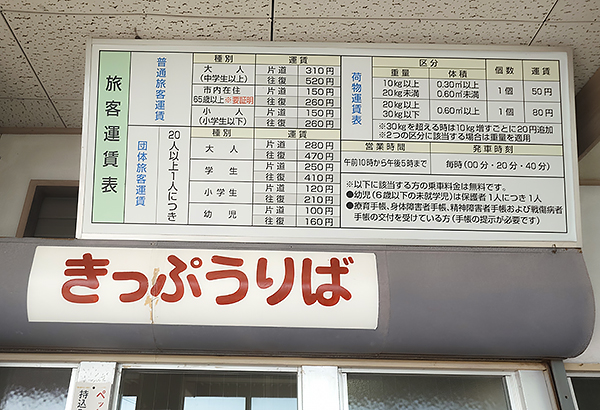 旅客運賃表
普通旅客運賃
種別 運賃
大人（中学生以上） 片道 310円
往復 520円
市内在住65歳以上※要証明 片道 150円
往復 260円
小人（小学生以下） 片道 150円
往復 260円
団体旅客運賃
20人以上1人につき
種別 運賃
大人 片道 280円
往復 470円
学生 片道 250円
往復 410円
小学生 片道 120円
往復 210円
幼児 片道 100円
往復 160円
荷物運賃表
区分 個数 運賃
重量 体積
10kg以上20kg未満 0.30㎥以上0.60㎥未満 1個 50円
20kg以上30kg以下 0.60㎥以上 1個 80円
※30kgを超える時は10kg増すごとに20円追加
※2つの区分に該当する場合は重量を適用
営業時間 発車時刻
午前10時から午後5時まで 毎時（00分・20分・40分）
※以下に該当する方の乗車料金は無料です。
●幼児（6歳以下の未就学児）は保護者1人につき1人
●療育手帳、身体障害者手帳、精神障害者手帳および戦傷病者
手帳の交付を受けている方（手帳の提示が必要です）
きっぷうりば
ペッ
持込